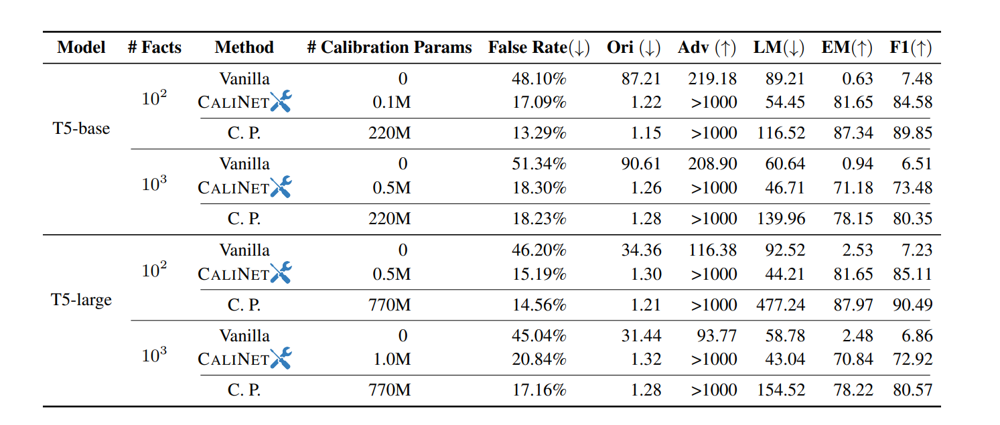 Model # Facts Method # Calibration Params False Rate(↓) Ori (↓) Adv (↑) LM(↓) EM(↑) F1(↑)
T5-base 10² Vanilla 0 48.10% 87.21 219.18 89.21 0.63 7.48
CALINET 0.1M 17.09% 1.22 >1000 54.45 81.65 84.58
C. P. 220M 13.29% 1.15 >1000 116.52 87.34 89.85
10³ Vanilla 0 51.34% 90.61 208.90 60.64 0.94 6.51
CALINET 0.5M 18.30% 1.26 >1000 46.71 71.18 73.48
C. P. 220M 18.23% 1.28 >1000 139.96 78.15 80.35
T5-large 10² Vanilla 0 46.20% 34.36 116.38 92.52 2.53 7.23
CALINET 0.5M 15.19% 1.30 >1000 44.21 81.65 85.11
C. P. 770M 14.56% 1.21 >1000 477.24 87.97 90.49
10³ Vanilla 0 45.04% 31.44 93.77 58.78 2.48 6.86
CALINET 1.0M 20.84% 1.32 >1000 43.04 70.84 72.92
C. P. 770M 17.16% 1.28 >1000 154.52 78.22 80.57